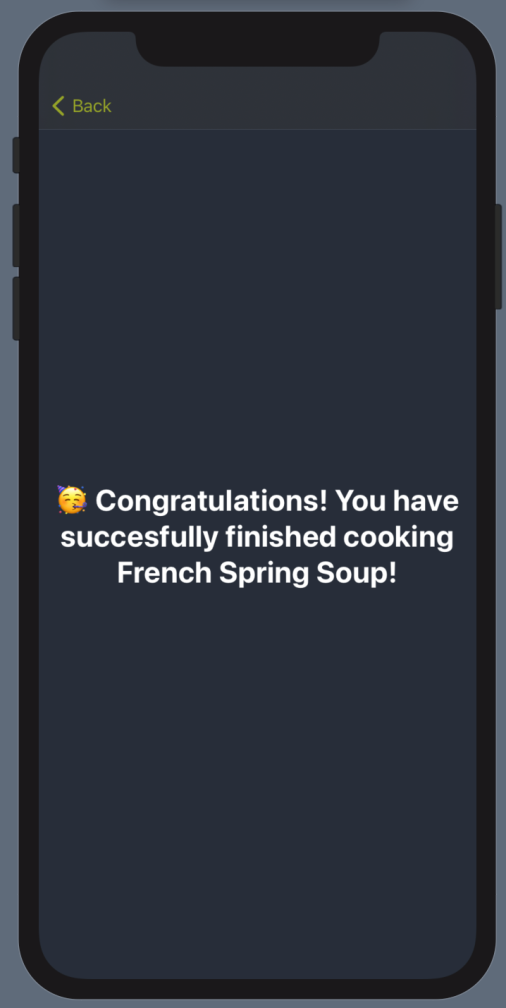 Back
🥳 Congratulations! You have
succesfully finished cooking
French Spring Soup!